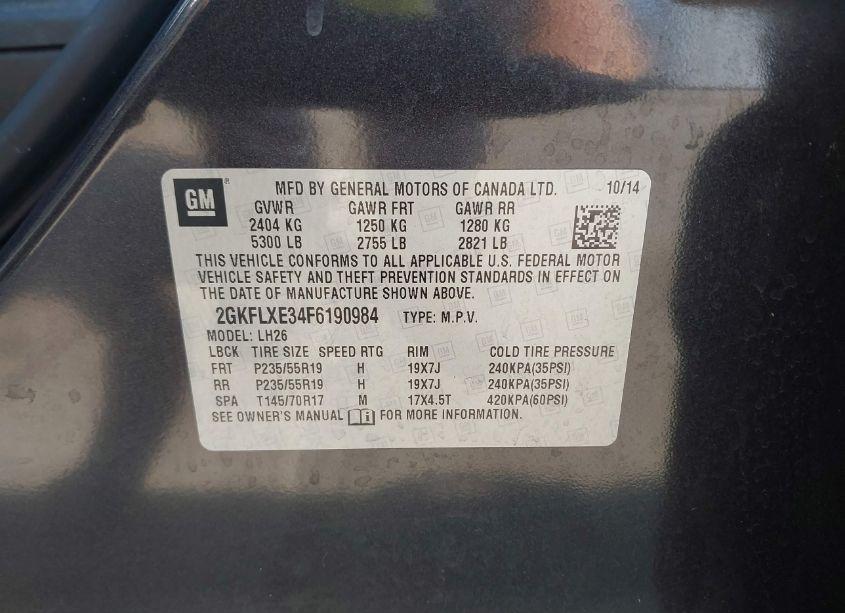 GM
MFD BY GENERAL MOTORS OF CANADA LTD. 10/14
GVWR GAWR FRT GAWR RR
2404 KG 1250 KG 1280 KG
5300 LB 2755 LB 2821 LB
THIS VEHICLE CONFORMS TO ALL APPLICABLE U.S. FEDERAL MOTOR
VEHICLE SAFETY AND THEFT PREVENTION STANDARDS IN EFFECT ON
THE DATE OF MANUFACTURE SHOWN ABOVE.
2GKFLXE34F6190984 TYPE: M.P.V.
MODEL: LH26
LBCK TIRE SIZE SPEED RTG RIM COLD TIRE PRESSURE
FRT P235/55R19 H 19X7J 240KPA(35PSI)
RR P235/55R19 H 19X7J 240KPA(35PSI)
SPA T145/70R17 M 17X4.5T 420KPA(60PSI)
SEE OWNER'S MANUAL FOR MORE INFORMATION.